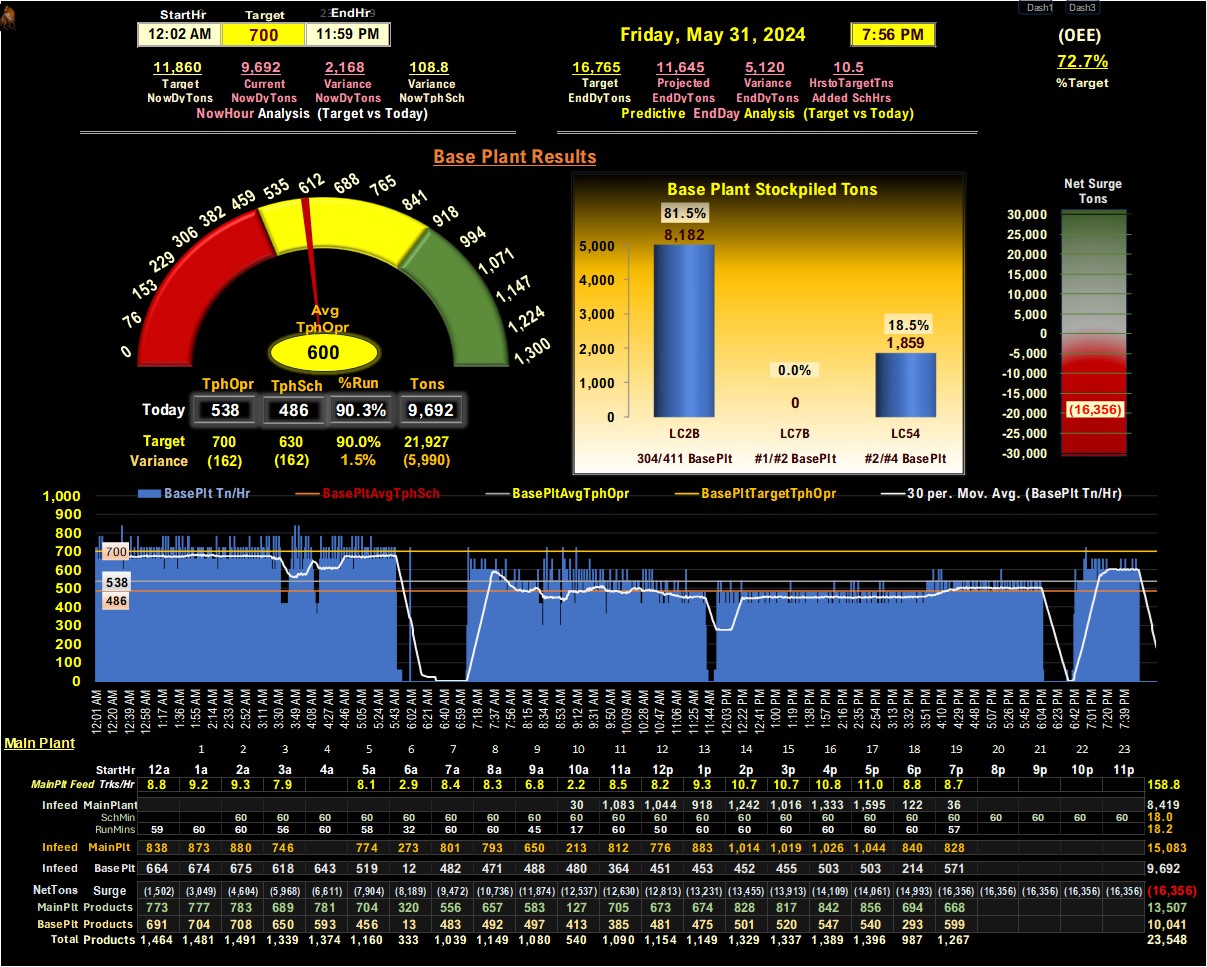 Dash1 Dash3
StartHr Target EndHr
12:02 AM 700 11:59 PM
Friday, May 31, 2024 7:56 PM
(OEE)
72.7%
%Target
11,860 9,692 2,168 108.8
Target Current Variance Variance
NowDyTons NowDyTons NowDyTons NowTphSch
NowHour Analysis (Target vs Today)
16,765 11,645 5,120 10.5
Target Projected Variance HrstoTargetTns
EndDyTons EndDyTons EndDyTons Added SchHrs
Predictive EndDay Analysis (Target vs Today)
Base Plant Results
0 76 153 229 306 382 459 535 612 688 765 841 918 994 1,071 1,147 1,224 1,300
Avg
TphOpr
600
TphOpr TphSch %Run Tons
Today 538 486 90.3% 9,692
Target 700 630 90.0% 21,927
Variance (162) (162) 1.5% (5,990)
Base Plant Stockpiled Tons
81.5%
8,182
5,000
4,000
3,000
18.5%
1,859
2,000
0.0%
1,000
0
0
LC2B LC7B LC54
304/411 BasePlt #1/#2 BasePlt #2/#4 BasePlt
Net Surge
Tons
30,000
25,000
20,000
15,000
10,000
5,000
0
-5,000
-10,000
-15,000
-20,000
(16,356)
-25,000
-30,000
BasePlt Tn/Hr BasePltAvgTphSch BasePltAvgTphOpr BasePltTargetTphOpr 30 per. Mov. Avg. (BasePlt Tn/Hr)
1,000
900
800
700
600
500
400
300
200
100
0
700
538
486
12:01 AM 12:20 AM 12:39 AM 12:58 AM 1:17 AM 1:36 AM 1:55 AM 2:14 AM 2:33 AM 2:52 AM 3:11 AM 3:30 AM 3:49 AM 4:08 AM 4:27 AM 4:46 AM 5:05 AM 5:24 AM 5:43 AM 6:02 AM 6:21 AM 6:40 AM 6:59 AM 7:18 AM 7:37 AM 7:56 AM 8:15 AM 8:34 AM 8:53 AM 9:12 AM 9:31 AM 9:50 AM 10:09 AM 10:28 AM 10:47 AM 11:06 AM 11:25 AM 11:44 AM 12:03 PM 12:22 PM 12:41 PM 1:00 PM 1:19 PM 1:38 PM 1:57 PM 2:16 PM 2:35 PM 2:54 PM 3:13 PM 3:32 PM 3:51 PM 4:10 PM 4:29 PM 4:48 PM 5:07 PM 5:26 PM 5:45 PM 6:04 PM 6:23 PM 6:42 PM 7:01 PM 7:20 PM 7:39 PM
Main Plant
1 2 3 4 5 6 7 8 9 10 11 12 13 14 15 16 17 18 19 20 21 22 23
StartHr 12a 1a 2a 3a 4a 5a 6a 7a 8a 9a 10a 11a 12p 1p 2p 3p 4p 5p 6p 7p 8p 9p 10p 11p
MainPlt Feed Trks/Hr 8.8 9.2 9.3 7.9 8.1 2.9 8.4 8.3 6.8 2.2 8.5 8.2 9.3 10.7 10.7 10.8 11.0 8.8 8.7 158.8
Infeed MainPlant 30 1,083 1,044 918 1,242 1,016 1,333 1,595 122 36 8,419
SchMin 60 60 60 60 60 60 60 60 60 60 60 60 60 60 60 60 60 60 60 60 60 60 18.0
RunMins 59 60 60 56 60 58 32 60 60 45 17 60 50 60 60 60 60 60 60 57 18.2
Infeed MainPlt 838 873 880 746 774 273 801 793 650 213 812 776 883 1,014 1,019 1,026 1,044 840 828 15,083
Infeed BasePlt 664 674 675 618 643 519 12 482 471 488 480 364 451 453 452 455 503 503 214 571 9,692
NetTons Surge (1,502) (3,049) (4,604) (5,968) (6,611) (7,904) (8,189) (9,472) (10,736) (11,874) (12,537) (12,630) (12,813) (13,231) (13,455) (13,913) (14,109) (14,061) (14,993) (16,356) (16,356) (16,356) (16,356) (16,356) (16,356)
MainPlt Products 773 777 783 689 781 704 320 556 657 583 127 705 673 674 828 817 842 856 694 668 13,507
BasePlt Products 691 704 708 650 593 456 13 483 492 497 413 385 481 475 501 520 547 540 293 599 10,041
Total Products 1,464 1,481 1,491 1,339 1,374 1,160 333 1,039 1,149 1,080 540 1,090 1,154 1,149 1,329 1,337 1,389 1,396 987 1,267 23,548